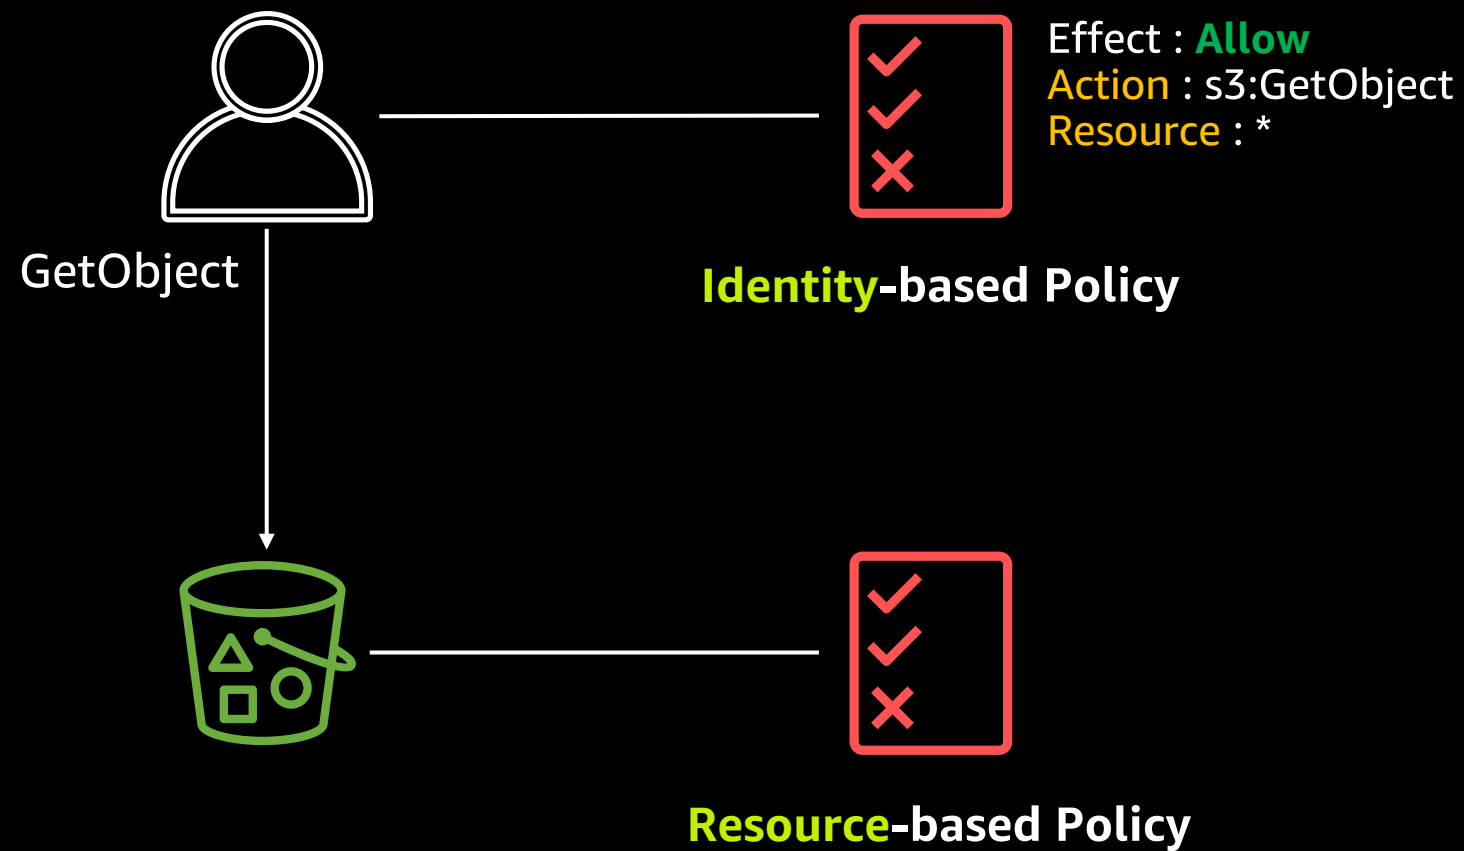 Effect : Allow
Action : s3:GetObject
Resource : *
GetObject
Identity-based Policy
Resource-based Policy